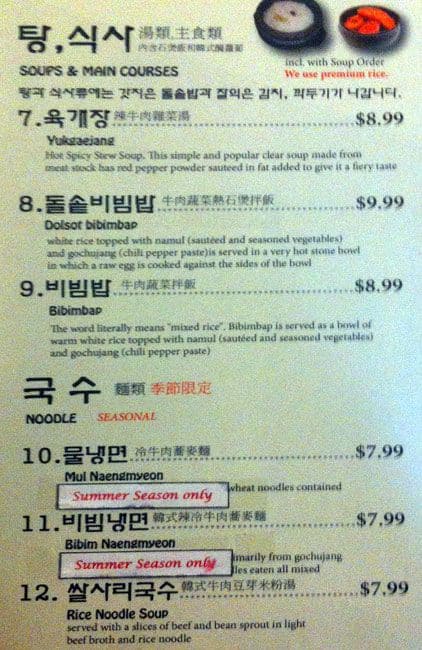 탕,식사 湯類,主食類
內含石煲飯和韓式醃蘿蔔
incl. with Soup Order
SOUPS & MAIN COURSES
We use premium rice.
탕과 식사류에는 갓지은 돌솥밥과 잘익은 김치, 깍두기가 나갑니다.
7.육개장 辣牛肉雜菜湯 $8.99
Yukgaejang
Hot Spicy Stew Soup. This simple and popular clear soup made from
meat stock has red pepper powder sauteed in fat added to give it a fiery taste
8.돌솥비빔밥 牛肉蔬菜熱石煲拌飯 $9.99
Dolsot bibimbap
white rice topped with namul (sautéed and seasoned vegetables)
and gochujang (chili pepper paste)is served in a very hot stone bowl
in which a raw egg is cooked against the sides of the bowl
9.비빔밥 牛肉蔬菜拌飯 $8.99
Bibimbap
The word literally means "mixed rice". Bibimbap is served as a bowl of
warm white rice topped with namul (sautéed and seasoned vegetables)
and gochujang (chili pepper paste)
국수 麵類 季節限定
NOODLE SEASONAL
10.물냉면 冷牛肉蕎麥麵 $7.99
Mul Naengmyeon
Summer Season only wheat noodles contained
11.비빔냉면 韓式辣冷牛肉蕎麥麵 $7.99
Bibim Naengmyeon
Summer Season only imarily from gochujang
lles eaten all mixed
12. 쌀사리국수 韓式牛肉豆芽米粉湯 $7.99
Rice Noodle Soup
served with a slices of beef and bean sprout in light
beef broth and rice noodle